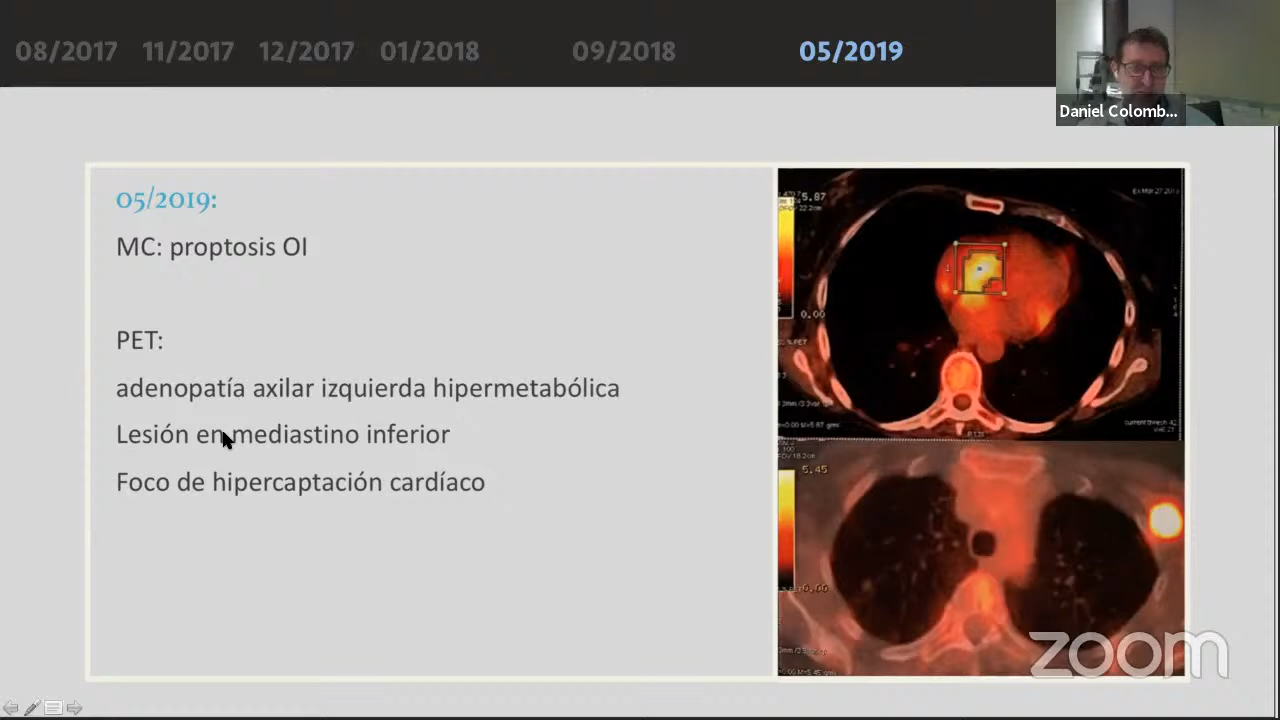 08/2017 11/2017 12/2017 01/2018 09/2018 05/2019
Daniel Colomb...
05/2019:
MC: proptosis OI
PET:
adenopatía axilar izquierda hipermetabólica
Lesión en mediastino inferior
Foco de hipercaptación cardíaco
5.87
0.00
5.45
0.00
zoom